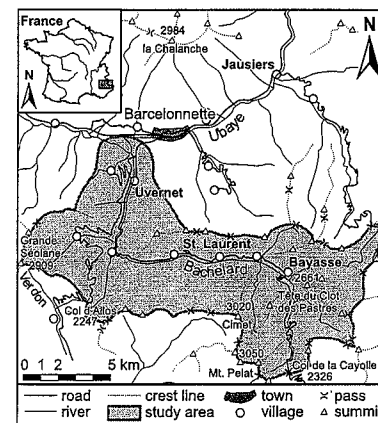 France
N
N
2984
la Chalanche
Jausiers
Barcelonnette
Ubaye
Uvernet
Grande
Séolane
2909
St. Laurent
Bayasse
Bachelard
2651
Tête du Clot
des Pastres
Verdon
Col d'Allos
2247
3020
Cimet
3050
Mt. Pelat
Col de la Cayolle
2326
0 1 2 5 km
road crest line town pass
river study area village summit